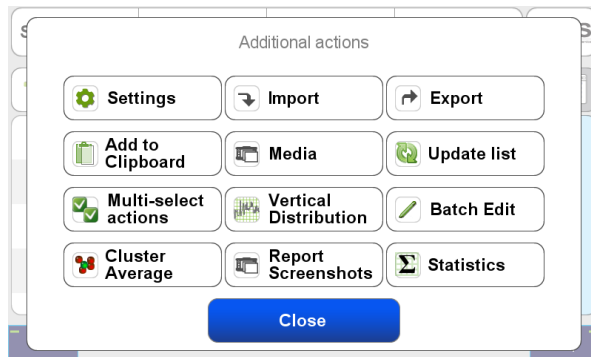 Additional actions
Settings
Import
Export
Add to
Clipboard
Media
Update list
Multi-select
actions
Vertical
Distribution
Batch Edit
Cluster
Average
Report
Screenshots
Σ Statistics
Close